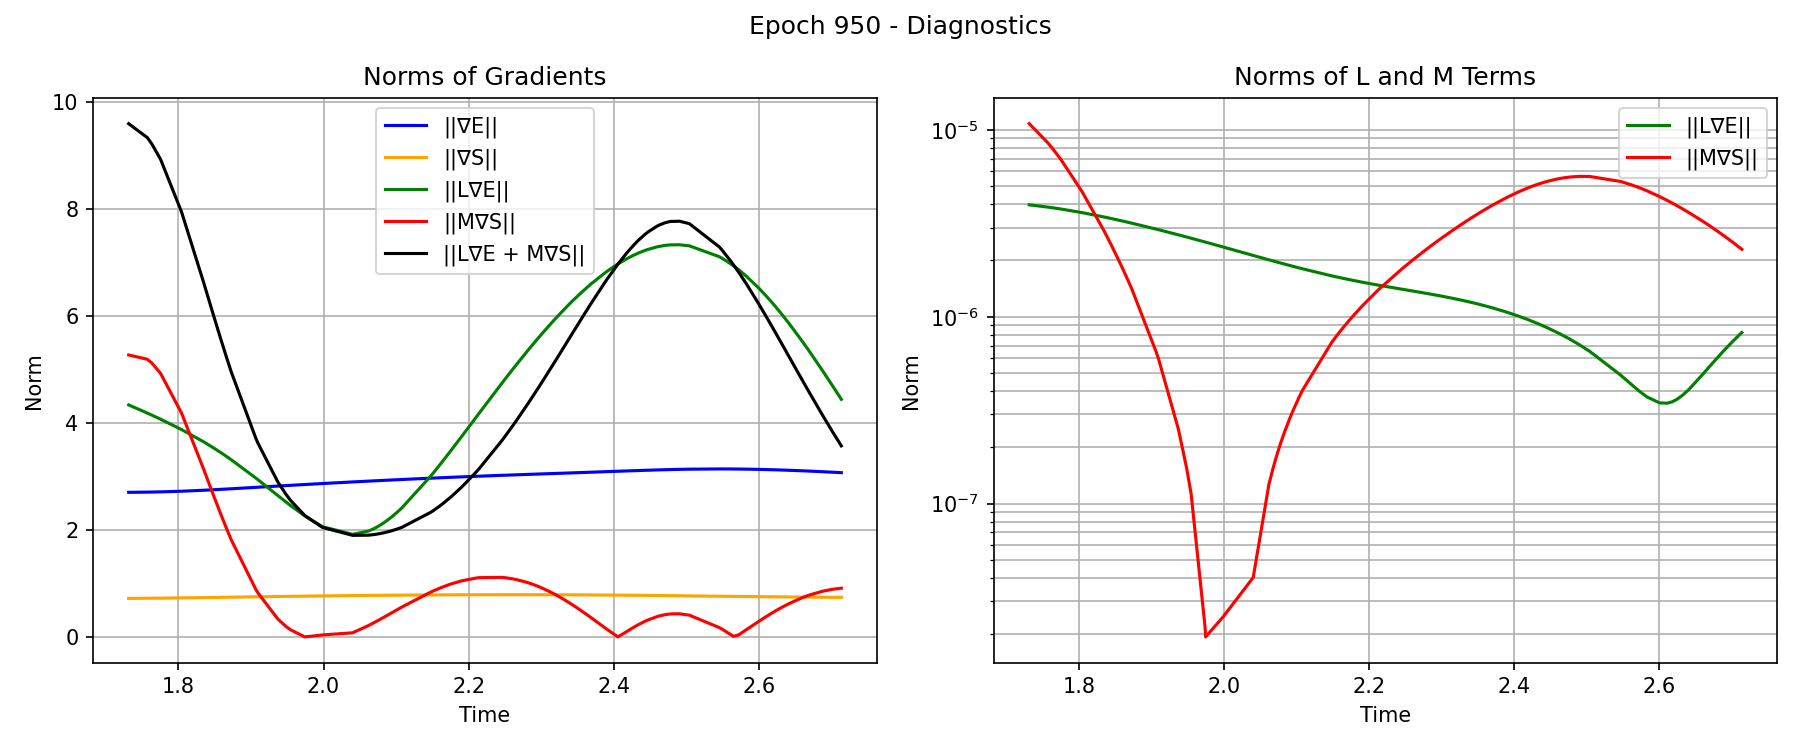 Epoch 950 - Diagnostics
Norms of Gradients
Norm
10
8
6
4
2
0
||∇E||
||∇S||
||L∇E||
||M∇S||
||L∇E + M∇S||
1.8 2.0 2.2 2.4 2.6
Time
Norms of L and M Terms
Norm
10⁻⁵
10⁻⁶
10⁻⁷
||L∇E||
||M∇S||
1.8 2.0 2.2 2.4 2.6
Time